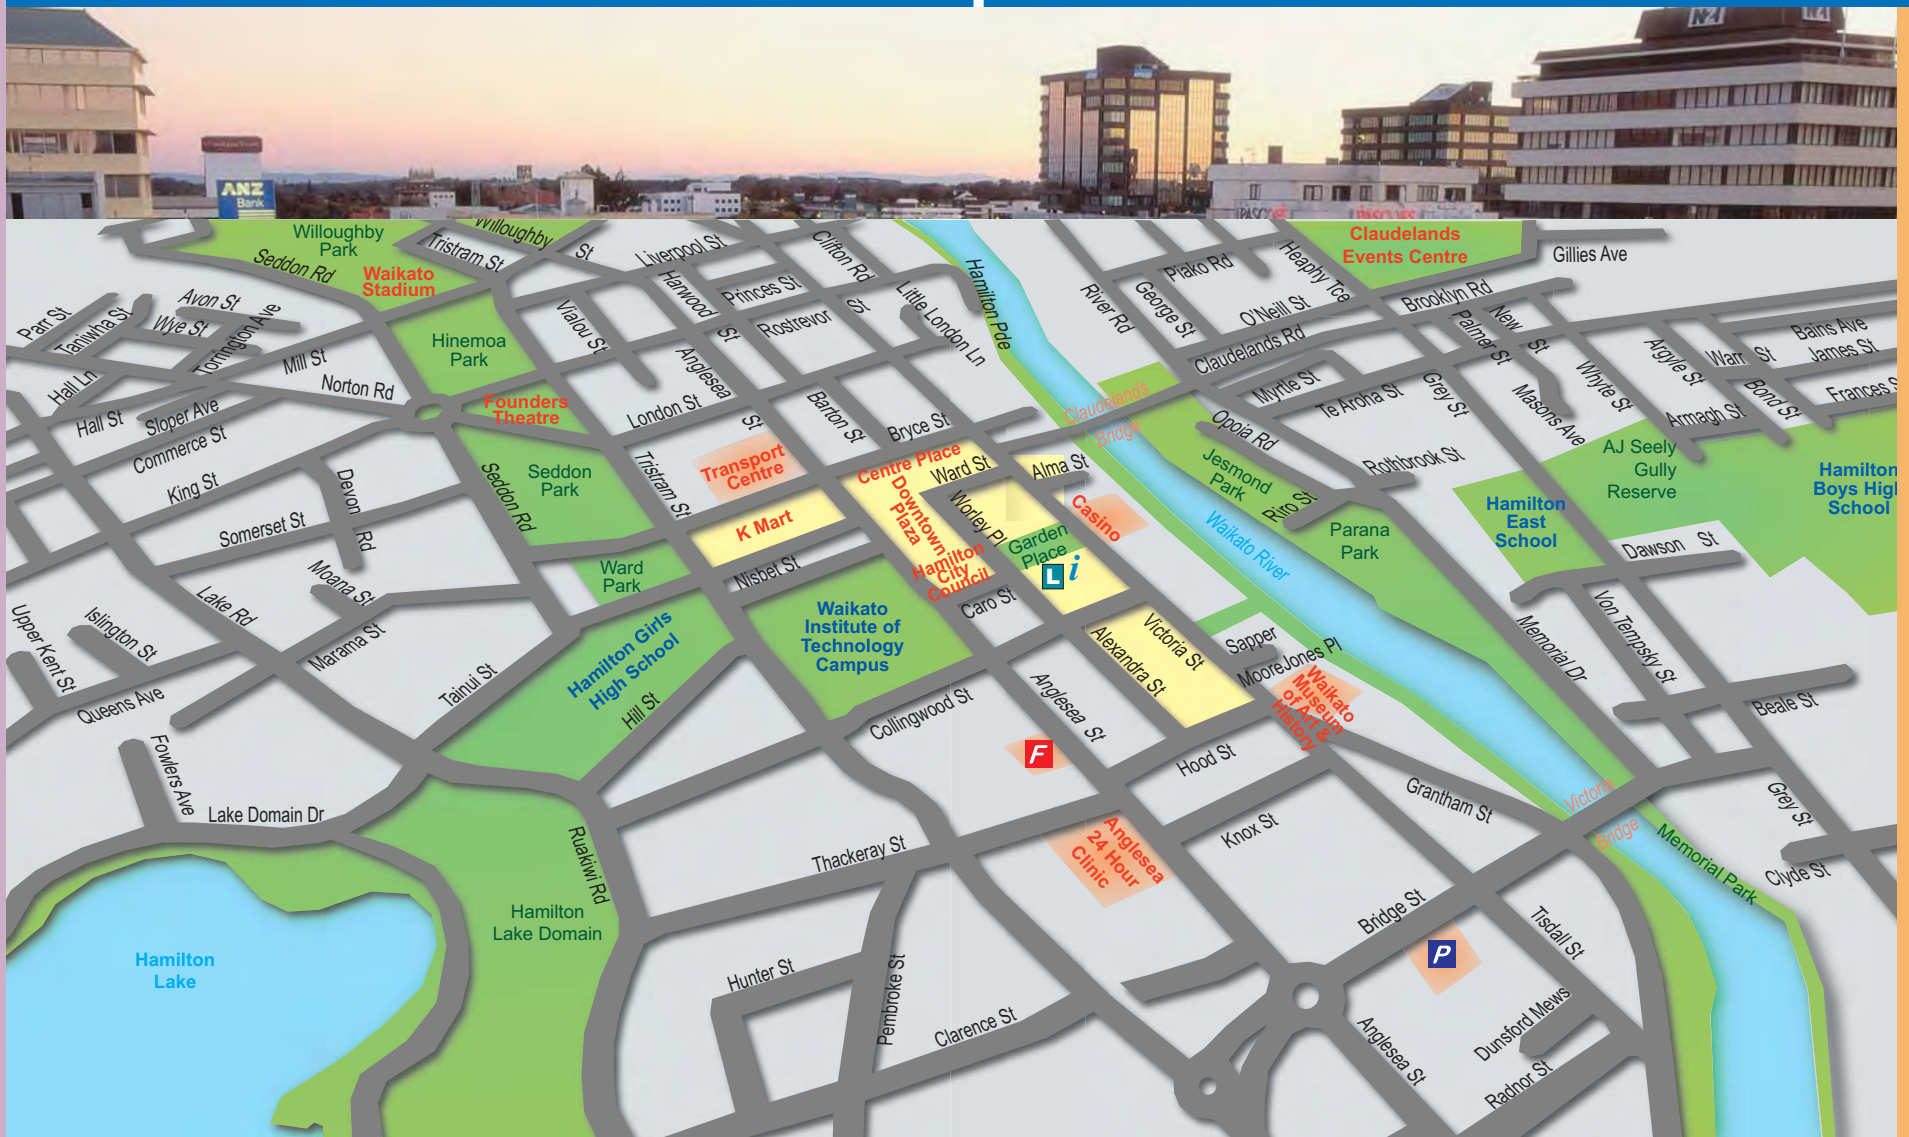 NZI
NZI
ANZ
Bank
Willoughby
Park
Willoughby
St
Tristram St
Seddon Rd
Waikato
Stadium
Liverpool St
Clifton Rd
Hamilton Pde
Claudelands
Events Centre
Gillies Ave
Piako Rd
Heaphy Tce
River Rd
George St
O'Neill St
Brooklyn Rd
Claudelands Rd
Palmer St
New
St
Bains Ave
James St
Warr St
Argyle St
Bond St
Frances S
Armagh St
Whyte St
Masons Ave
Parr St
Taniwha St
Avon St
Wye St
Torrington Ave
Hinemoa
Park
Vialou St
Harwood
St
Princes St
Rostrevor
St
Little London Ln
Mill St
Norton Rd
Hall Ln
Hall St
Sloper Ave
Commerce St
King St
Founders
Theatre
London St
Anglesea
St
Barton St
Bryce St
Claudelands
Bridge
Myrtle St
Te Aroha St
Grey St
Opoia Rd
Rothbrook St
Jesmond
Park
Riro St
Parana
Park
AJ Seely
Gully
Reserve
Hamilton
East
School
Hamilton
Boys High
School
Dawson St
Seddon
Park
Seddon Rd
Tristram St
Transport
Centre
K Mart
Centre Place
Downtown
Plaza
Ward St
Worley Pl
Alma St
Casino
Garden
Place
L
i
Hamilton
City
Council
Caro St
Waikato River
Devon
Rd
Somerset St
Moana St
Lake Rd
Marama St
Islington St
Upper Kent St
Queens Ave
Ward
Park
Nisbet St
Hamilton Girls
High School
Hill St
Tainui St
Waikato
Institute of
Technology
Campus
Collingwood St
Anglesea St
Alexandra St
Victoria St
Sapper
MooreJones Pl
Waikato
Museum
of Art &
History
Hood St
Knox St
Grantham St
Victoria
Bridge
Memorial Dr
Von Tempsky St
Beale St
Grey St
Clyde St
Memorial Park
Fowlers Ave
Lake Domain Dr
Ruakiwi Rd
F
Thackeray St
Anglesea
24 Hour
Clinic
Hamilton
Lake Domain
Hamilton
Lake
Hunter St
Pembroke St
Clarence St
Bridge St
P
Tisdall St
Anglesea St
Dunsford Mews
Radnor St